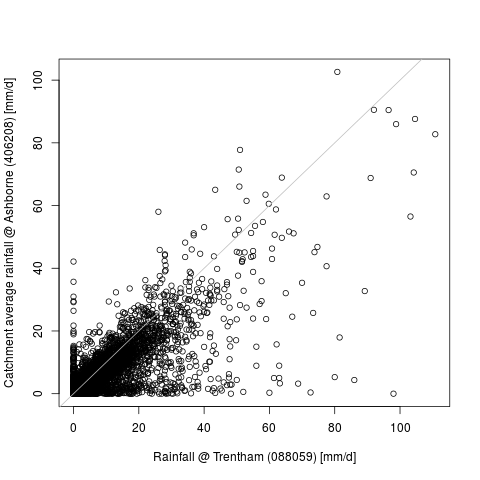 Catchment average rainfall @ Ashborne (406208) [mm/d]
100
80
60
40
20
0
0 20 40 60 80 100
Rainfall @ Trentham (088059) [mm/d]